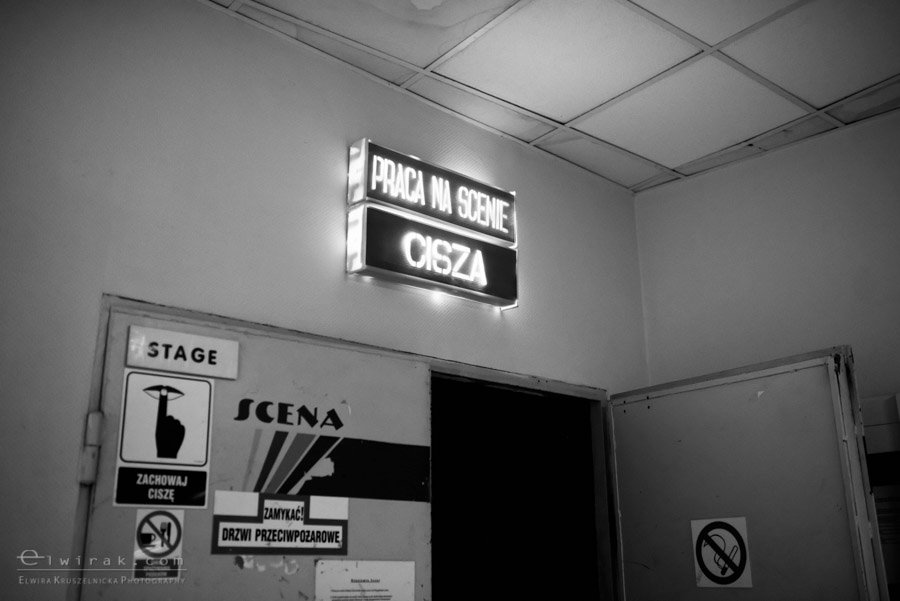 PRACA NA SCENIE
CISZA
STAGE
SCENA
ZACHOWAJ
CISZĘ
ZAMYKAĆ!
DRZWI PRZECIWPOŻAROWE
elwirak.com
ELWIRA KRUSZELNICKA PHOTOGRAPHY